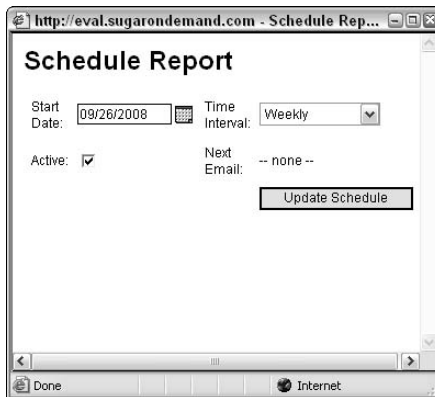 http://eval.sugarondemand.com - Schedule Rep...
Schedule Report
Start Date: 09/26/2008 Time Interval: Weekly
Active: Next Email: -- none --
Update Schedule
Done Internet